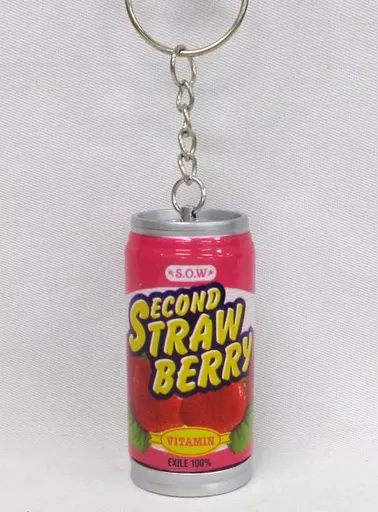 ★S.O.W★
SECOND
STRAW
BERRY
VITAMIN
EXILE 100%